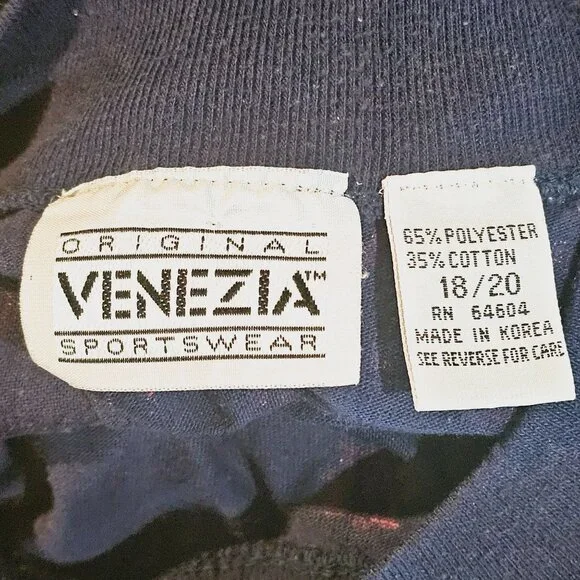 ORIGINAL
VENEZIA™
SPORTSWEAR
65% POLYESTER
35% COTTON
18/20
RN 64604
MADE IN KOREA
SEE REVERSE FOR CARE